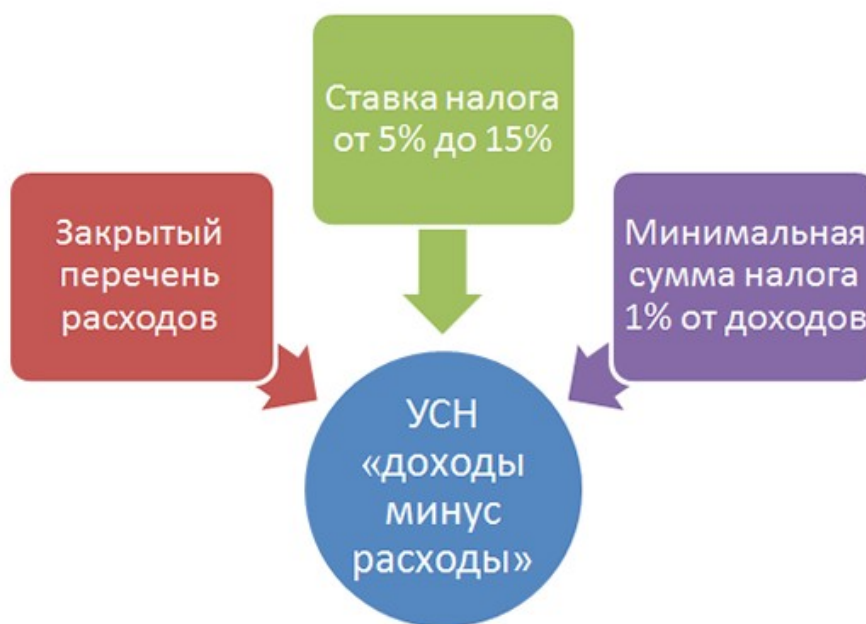 Ставка налога
от 5% до 15%
Закрытый
перечень
расходов
Минимальная
сумма налога
1% от доходов
УСН
«доходы
минус
расходы»